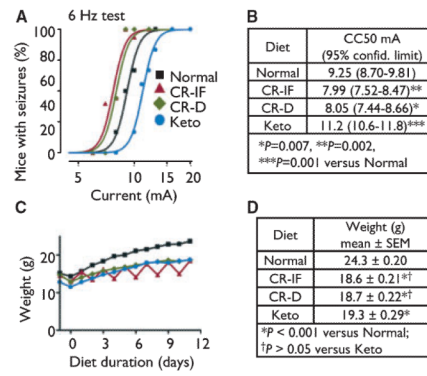 A
6 Hz test
Mice with seizures (%)
100
80
60
40
20
0
Normal
CR-IF
CR-D
Keto
5
10
15
20
Current (mA)
B
Diet
CC50 mA
(95% confid. limit)
Normal
9.25 (8.70-9.81)
CR-IF
7.99 (7.52-8.47)**
CR-D
8.05 (7.44-8.66)*
Keto
11.2 (10.6-11.8)***
*P=0.007, **P=0.002,
***P=0.001 versus Normal
C
Weight (g)
20
10
0
0
3
6
9
12
Diet duration (days)
D
Diet
Weight (g)
mean ± SEM
Normal
24.3 ± 0.20
CR-IF
18.6 ± 0.21*†
CR-D
18.7 ± 0.22*†
Keto
19.3 ± 0.29*
*P < 0.001 versus Normal;
†P > 0.05 versus Keto